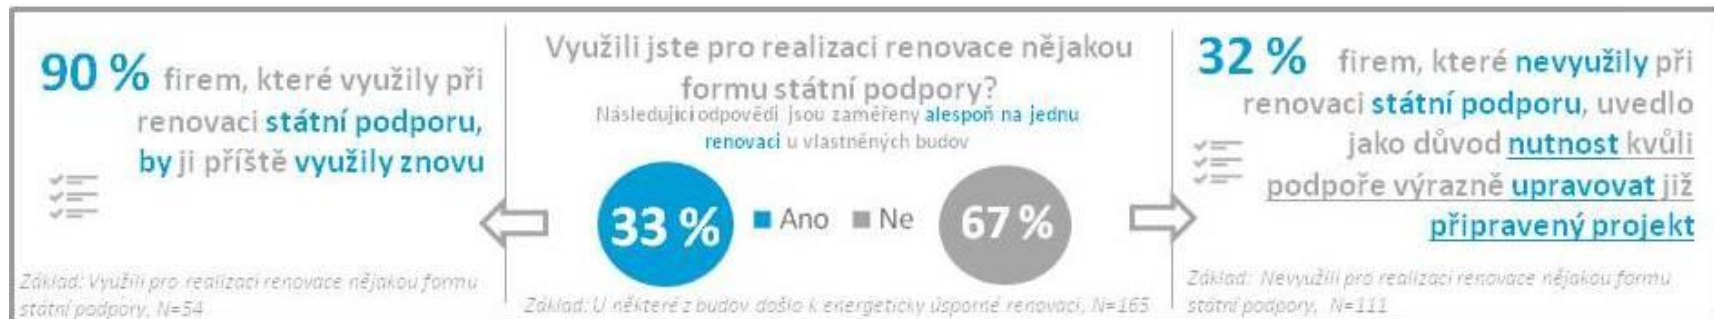 90 % firem, které využily při
renovaci státní podporu,
by ji příště využily znovu
Základ: Využili pro realizaci renovace nějakou formu
státní podpory, N=54
Využili jste pro realizaci renovace nějakou
formu státní podpory?
Následující odpovědi jsou zaměřeny alespoň na jednu
renovaci u vlastněných budov
33 %
Ano
Ne
67 %
Základ: U některé z budov došlo k energeticky úsporné renovaci, N=165
32 % firem, které nevyužily při
renovaci státní podporu, uvedlo
jako důvod nutnost kvůli
podpoře výrazně upravovat již
připravený projekt
Základ: Nevyužili pro realizaci renovace nějakou formu
státní podpory, N=111